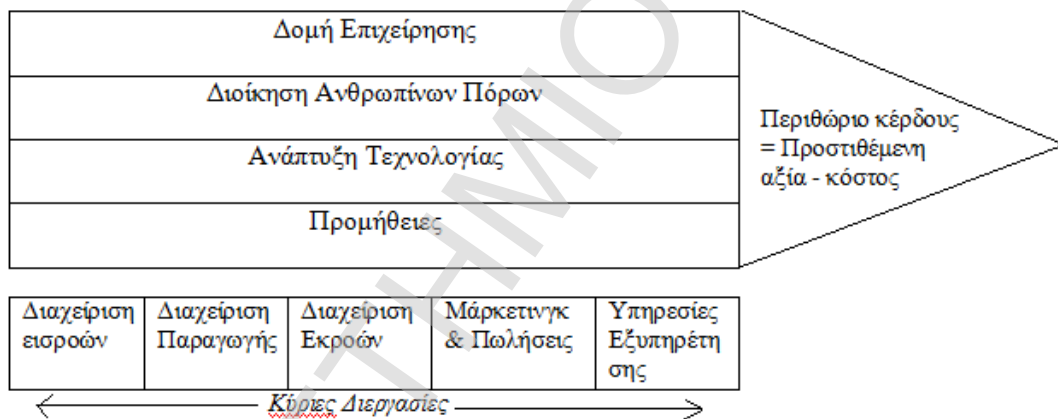 Δομή Επιχείρησης
Διοίκηση Ανθρωπίνων Πόρων
Ανάπτυξη Τεχνολογίας
Προμήθειες
Περιθώριο κέρδους
= Προστιθέμενη
αξία - κόστος
Διαχείριση
εισροών
Διαχείριση
Παραγωγής
Διαχείριση
Εκροών
Μάρκετινγκ
& Πωλήσεις
Υπηρεσίες
Εξυπηρέτη
σης
Κύριες Διεργασίες